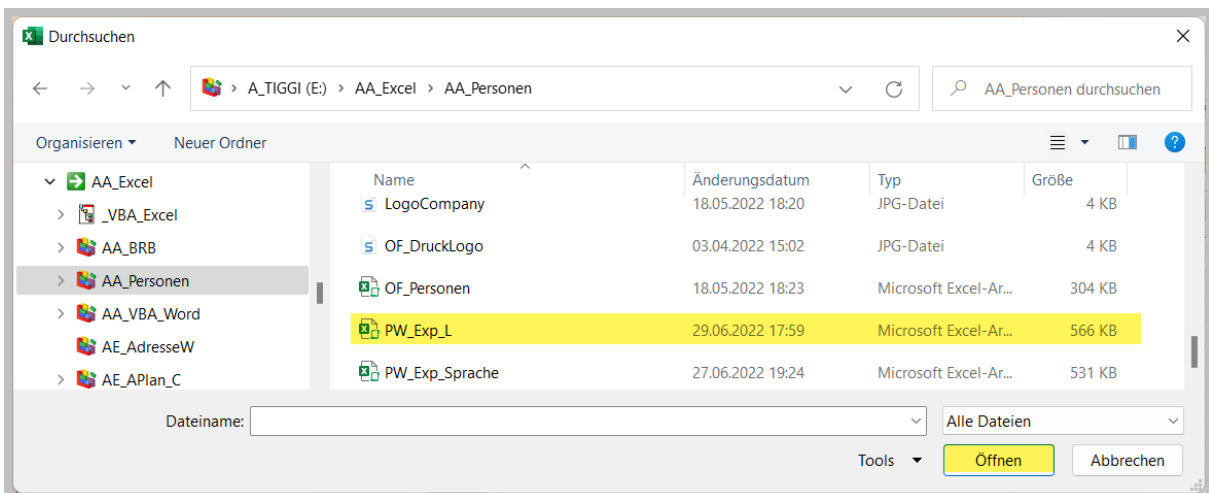 Durchsuchen
A_TIGGI (E:) > AA_Excel > AA_Personen
AA_Personen durchsuchen
Organisieren Neuer Ordner
AA_Excel
_VBA_Excel
AA_BRB
AA_Personen
AA_VBA_Word
AE_AdresseW
AE_APlan_C
Name Änderungsdatum Typ Größe
LogoCompany 18.05.2022 18:20 JPG-Datei 4 KB
OF_DruckLogo 03.04.2022 15:02 JPG-Datei 4 KB
OF_Personen 18.05.2022 18:23 Microsoft Excel-Ar... 304 KB
PW_Exp_L 29.06.2022 17:59 Microsoft Excel-Ar... 566 KB
PW_Exp_Sprache 27.06.2022 19:24 Microsoft Excel-Ar... 531 KB
Dateiname: Alle Dateien
Tools Öffnen Abbrechen